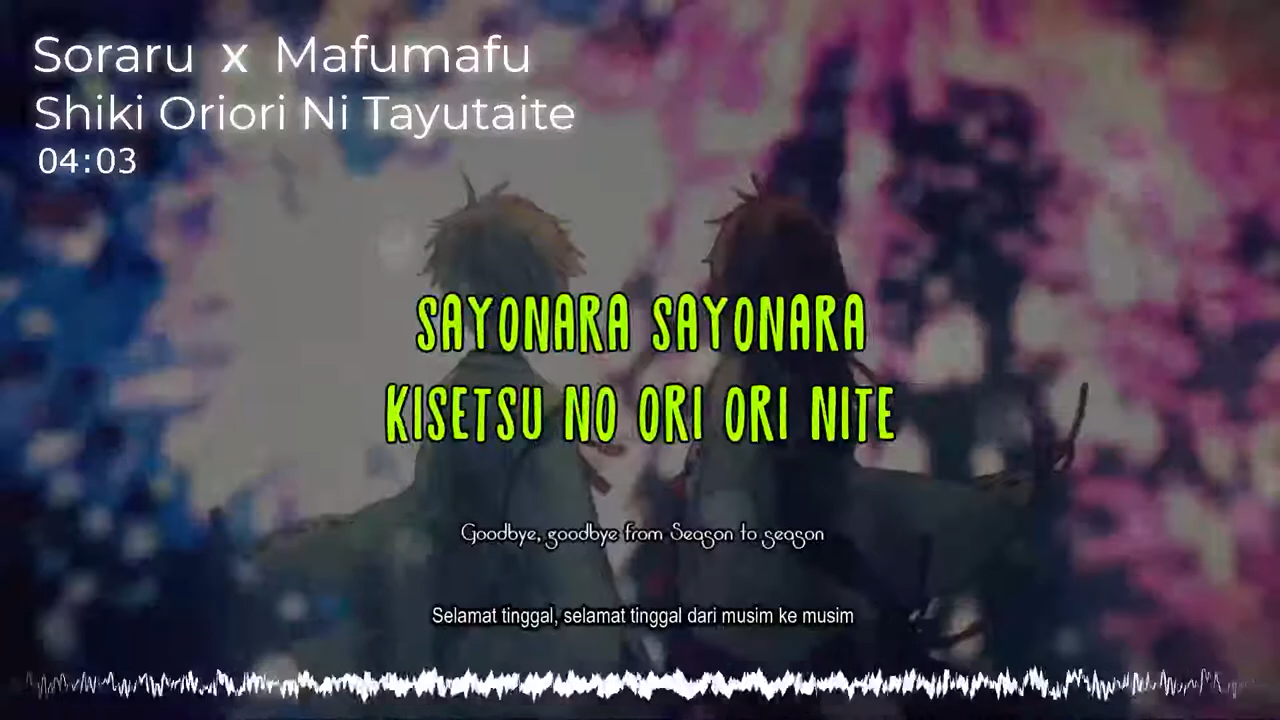 Soraru x Mafumafu
Shiki Oriori Ni Tayutaite
04:03
SAYONARA SAYONARA
KISETSU NO ORI ORI NITE
Goodbye, goodbye from Season to season
Selamat tinggal, selamat tinggal dari musim ke musim